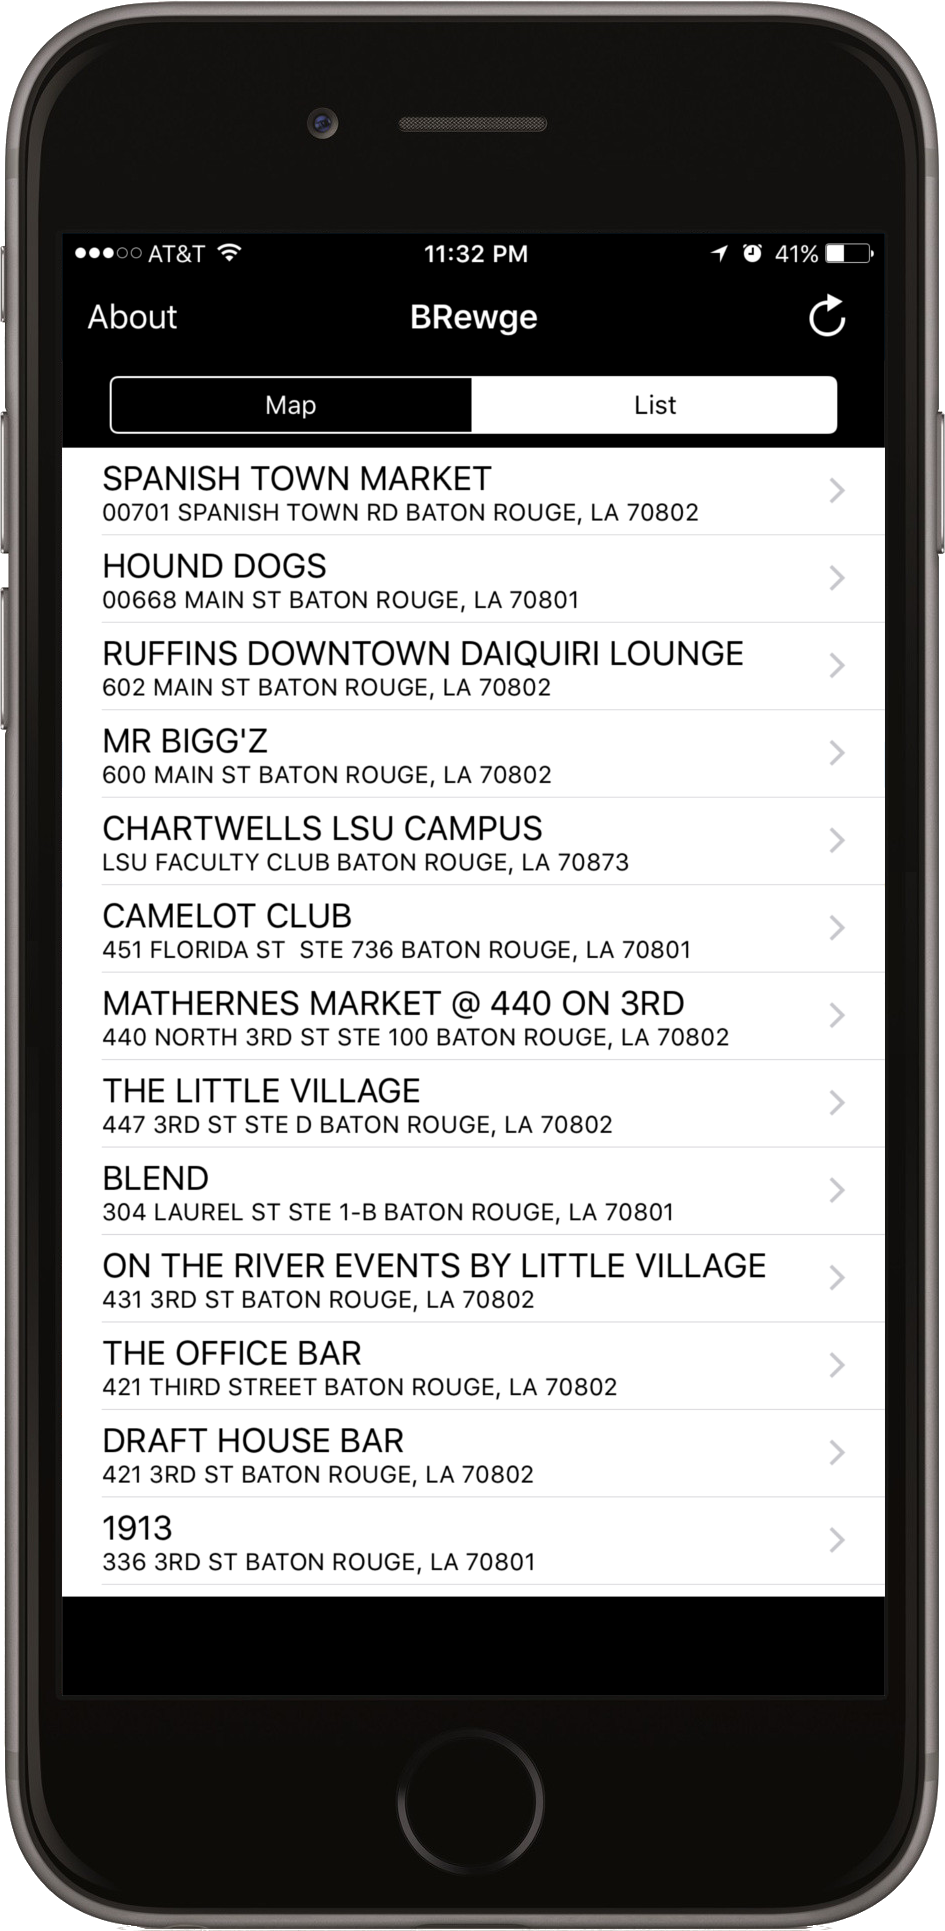 AT&T 11:32 PM 41%
About BRewge
Map List
SPANISH TOWN MARKET
00701 SPANISH TOWN RD BATON ROUGE, LA 70802
HOUND DOGS
00668 MAIN ST BATON ROUGE, LA 70801
RUFFINS DOWNTOWN DAIQUIRI LOUNGE
602 MAIN ST BATON ROUGE, LA 70802
MR BIGG'Z
600 MAIN ST BATON ROUGE, LA 70802
CHARTWELLS LSU CAMPUS
LSU FACULTY CLUB BATON ROUGE, LA 70873
CAMELOT CLUB
451 FLORIDA ST  STE 736 BATON ROUGE, LA 70801
MATHERNES MARKET @ 440 ON 3RD
440 NORTH 3RD ST STE 100 BATON ROUGE, LA 70802
THE LITTLE VILLAGE
447 3RD ST STE D BATON ROUGE, LA 70802
BLEND
304 LAUREL ST STE 1-B BATON ROUGE, LA 70801
ON THE RIVER EVENTS BY LITTLE VILLAGE
431 3RD ST BATON ROUGE, LA 70802
THE OFFICE BAR
421 THIRD STREET BATON ROUGE, LA 70802
DRAFT HOUSE BAR
421 3RD ST BATON ROUGE, LA 70802
1913
336 3RD ST BATON ROUGE, LA 70801